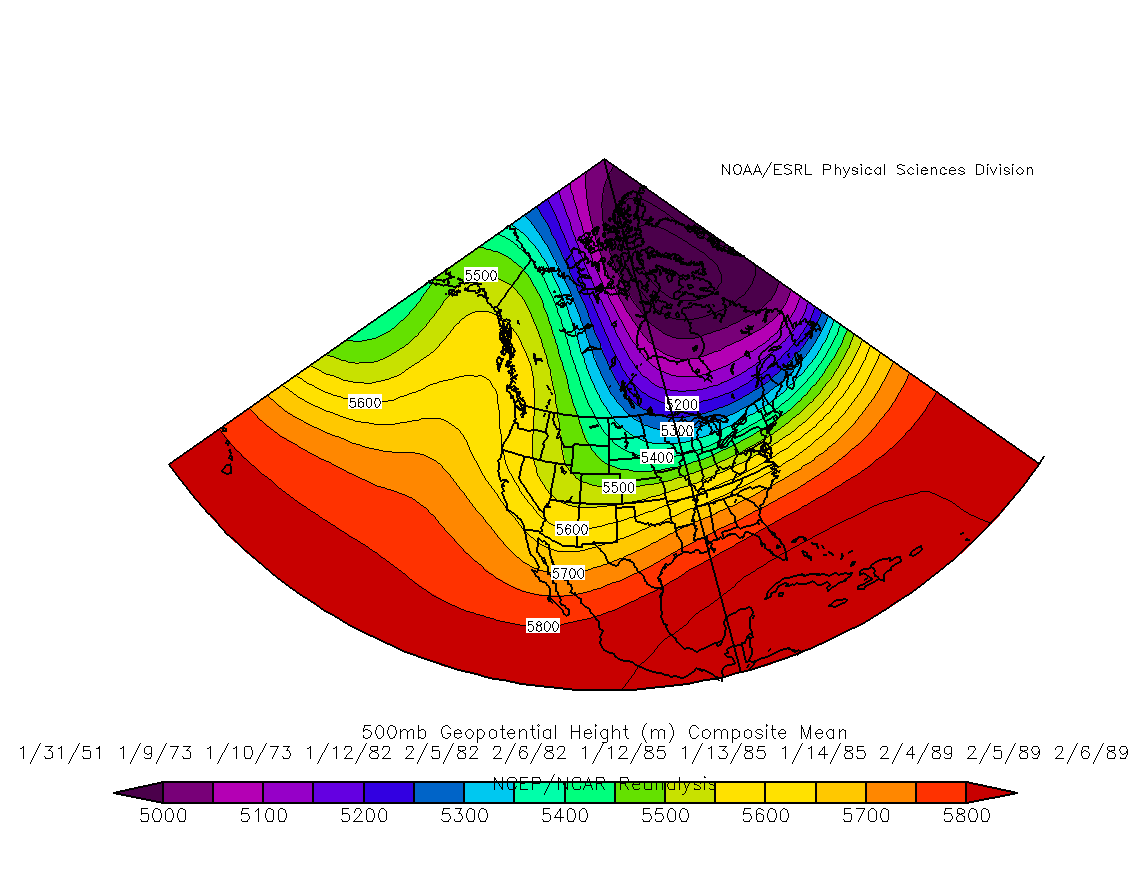 NOAA/ESRL Physical Sciences Division
5500
5600
5200
5300
5400
5500
5600
5700
5800
500mb Geopotential Height (m) Composite Mean
1/31/51 1/9/73 1/10/73 1/12/82 2/5/82 2/6/82 1/12/85 1/13/85 1/14/85 2/4/89 2/5/89 2/6/89
NCEP/NCAR Reanalysis
5000 5100 5200 5300 5400 5500 5600 5700 5800